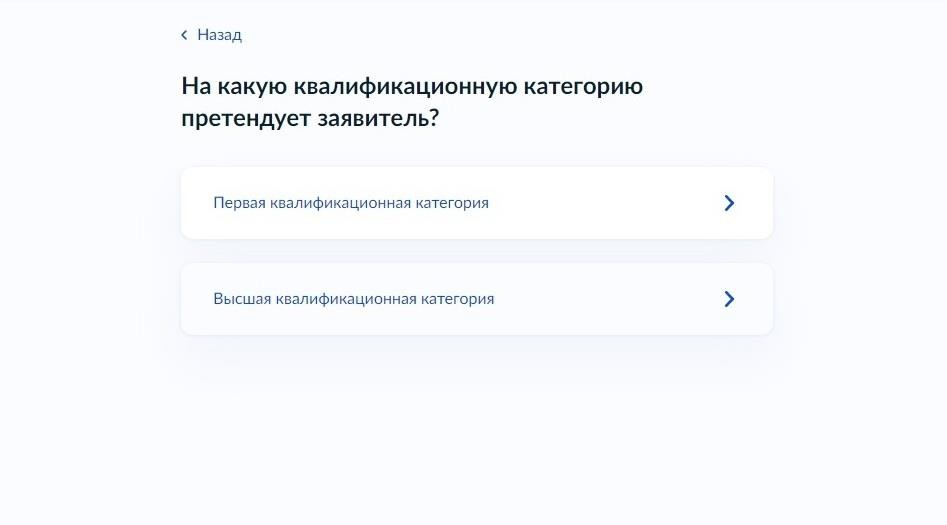 Назад
На какую квалификационную категорию
претендует заявитель?
Первая квалификационная категория
Высшая квалификационная категория